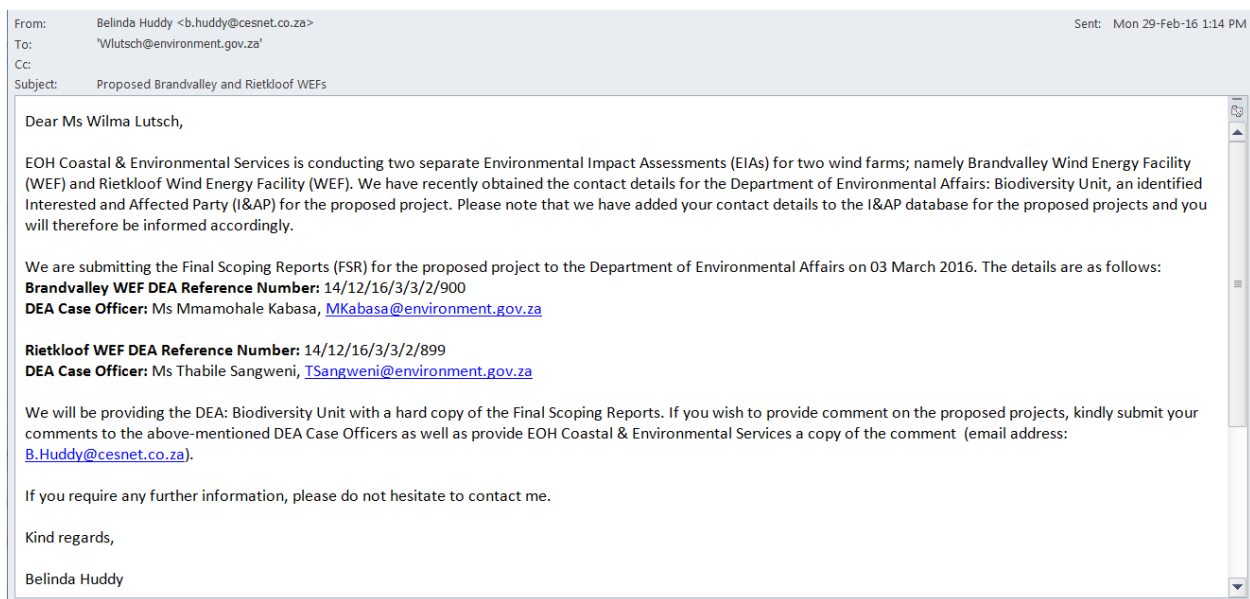 From: Belinda Huddy <b.huddy@cesnet.co.za> Sent: Mon 29-Feb-16 1:14 PM
To: 'Wlutsch@environment.gov.za'
Cc:
Subject: Proposed Brandvalley and Rietkloof WEFs
Dear Ms Wilma Lutsch,
EOH Coastal & Environmental Services is conducting two separate Environmental Impact Assessments (EIAs) for two wind farms; namely Brandvalley Wind Energy Facility
(WEF) and Rietkloof Wind Energy Facility (WEF). We have recently obtained the contact details for the Department of Environmental Affairs: Biodiversity Unit, an identified
Interested and Affected Party (I&AP) for the proposed project. Please note that we have added your contact details to the I&AP database for the proposed projects and you
will therefore be informed accordingly.
We are submitting the Final Scoping Reports (FSR) for the proposed project to the Department of Environmental Affairs on 03 March 2016. The details are as follows:
Brandvalley WEF DEA Reference Number: 14/12/16/3/3/2/900
DEA Case Officer: Ms Mmamohale Kabasa, MKabasa@environment.gov.za
Rietkloof WEF DEA Reference Number: 14/12/16/3/3/2/899
DEA Case Officer: Ms Thabile Sangweni, TSangweni@environment.gov.za
We will be providing the DEA: Biodiversity Unit with a hard copy of the Final Scoping Reports. If you wish to provide comment on the proposed projects, kindly submit your
comments to the above-mentioned DEA Case Officers as well as provide EOH Coastal & Environmental Services a copy of the comment (email address:
B.Huddy@cesnet.co.za).
If you require any further information, please do not hesitate to contact me.
Kind regards,
Belinda Huddy